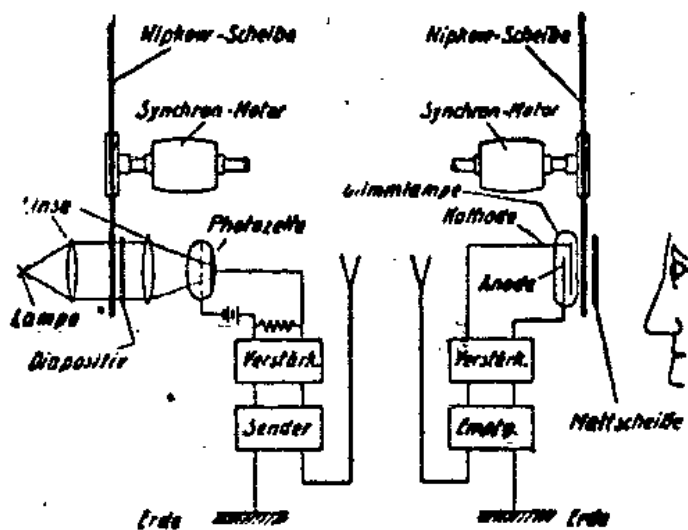 Nipkow-Scheibe
Synchron-Motor
Linse
Photozelle
Lampe
Diapositiv
Verstärk.
Sender
Erde
Nipkow-Scheibe
Synchron-Motor
Glimmlampe
Kathode
Anode
Verstärk.
Empfg.
Mattscheibe
Erde